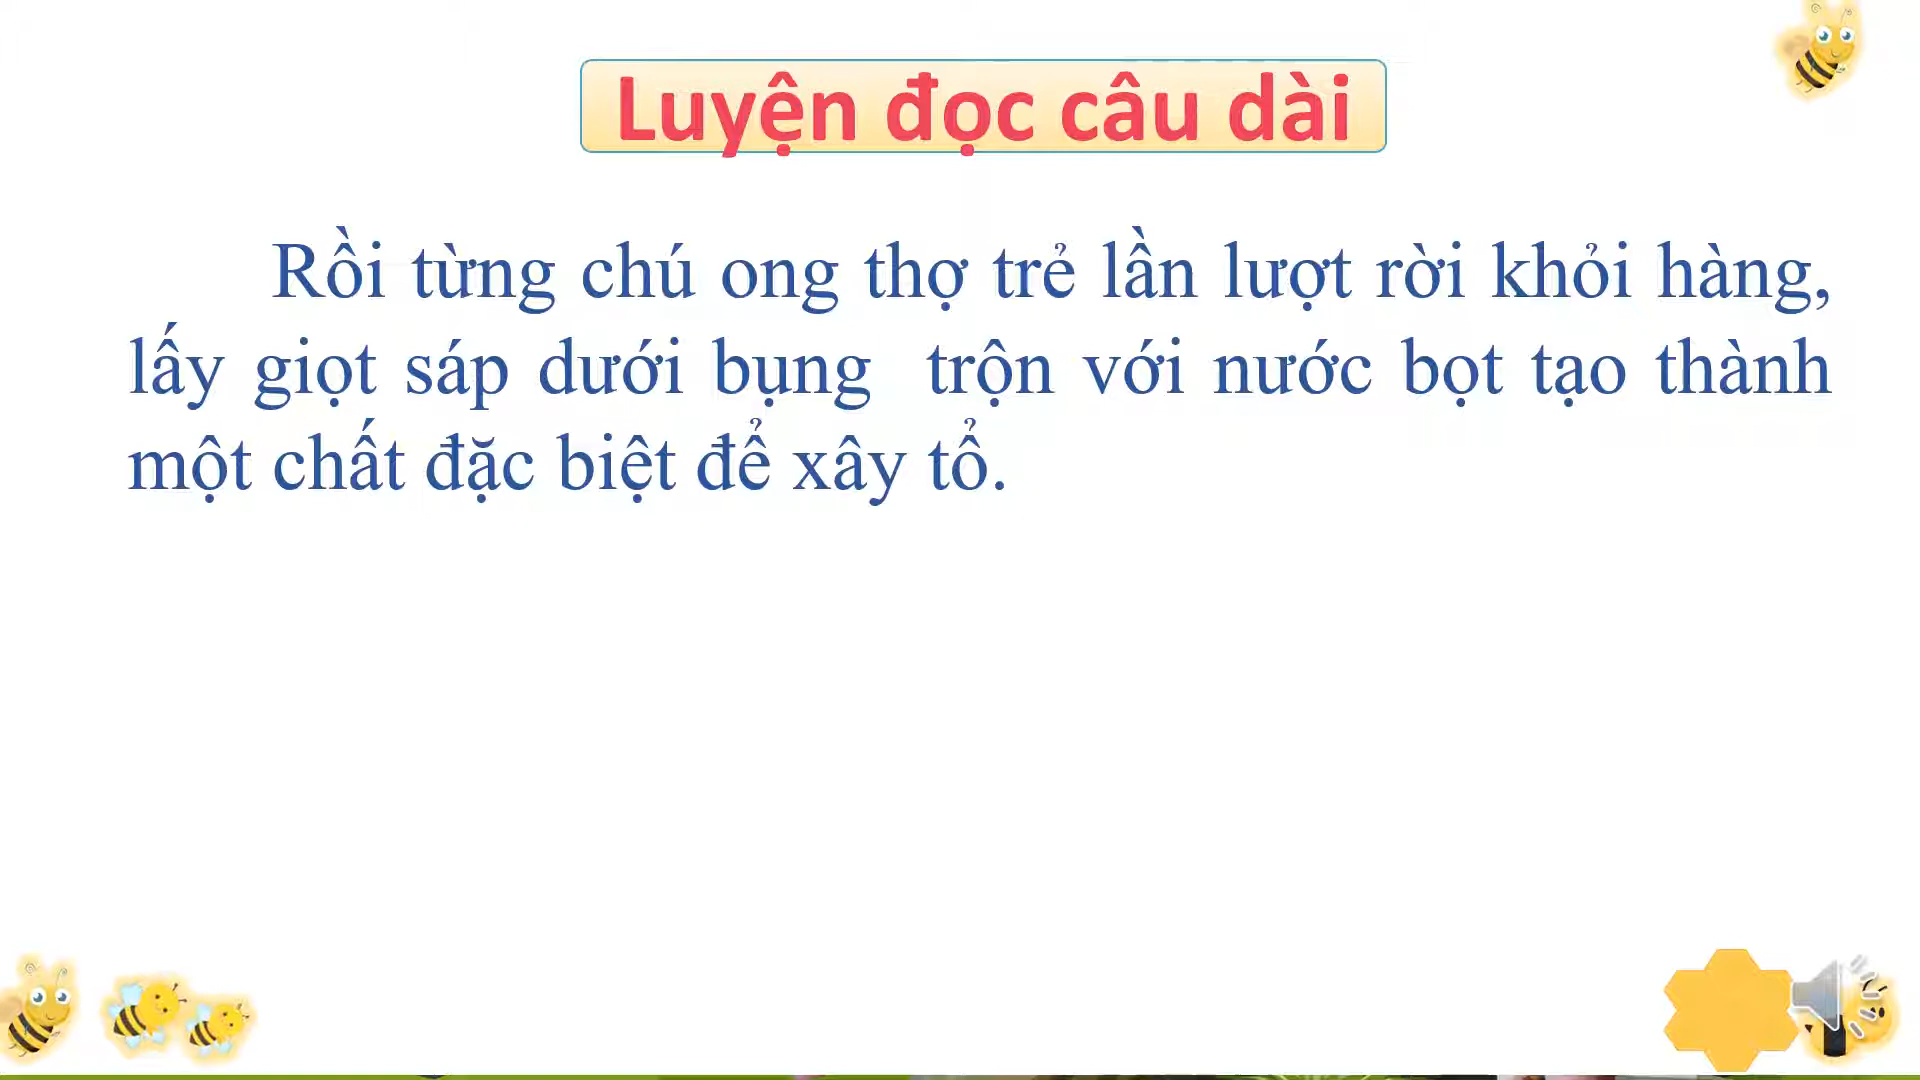 Luyện đọc câu dài
Rồi từng chú ong thợ trẻ lần lượt rời khỏi hàng,
lấy giọt sáp dưới bụng  trộn với nước bọt tạo thành
một chất đặc biệt để xây tổ.